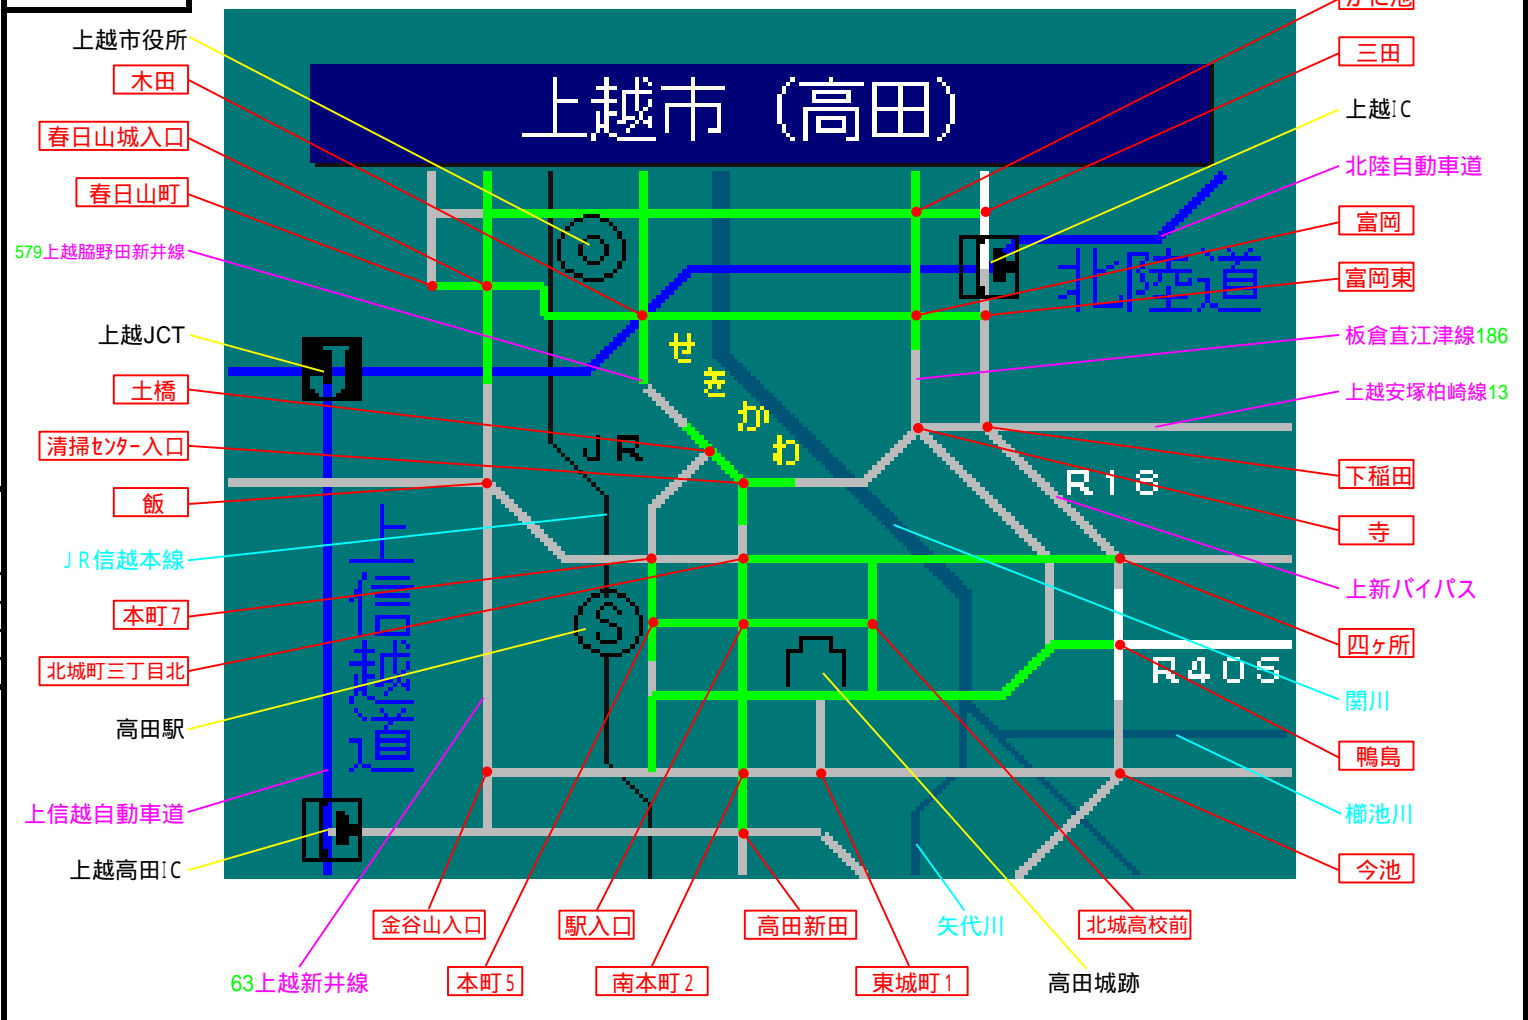 かに池
上越市役所
三田
木田
上越市（高田）
上越IC
春日山城入口
北陸自動車道
春日山町
富岡
579上越脇野田新井線
北陸道
富岡東
上越JCT
J
せきかわ
板倉直江津線186
土橋
上越安塚柏崎線13
清掃センター入口
JR
飯
R18
下稲田
寺
JR信越本線
上信越道
上新バイパス
本町7
S
四ヶ所
北城町三丁目北
R405
高田駅
関川
鴨島
上信越自動車道
櫛池川
上越高田IC
今池
金谷山入口
駅入口
高田新田
矢代川
北城高校前
63上越新井線
本町5
南本町2
東城町1
高田城跡